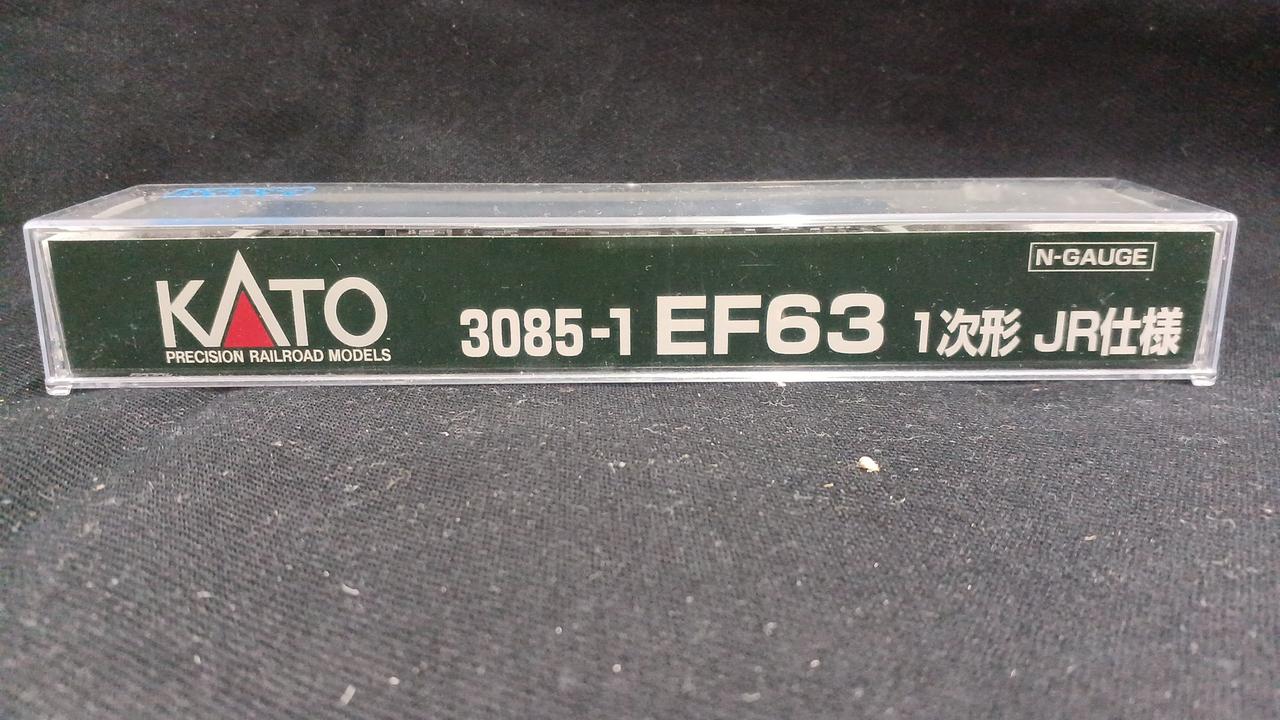 N-GAUGE
KATO
PRECISION RAILROAD MODELS
3085-1 EF63 1次形 JR仕様